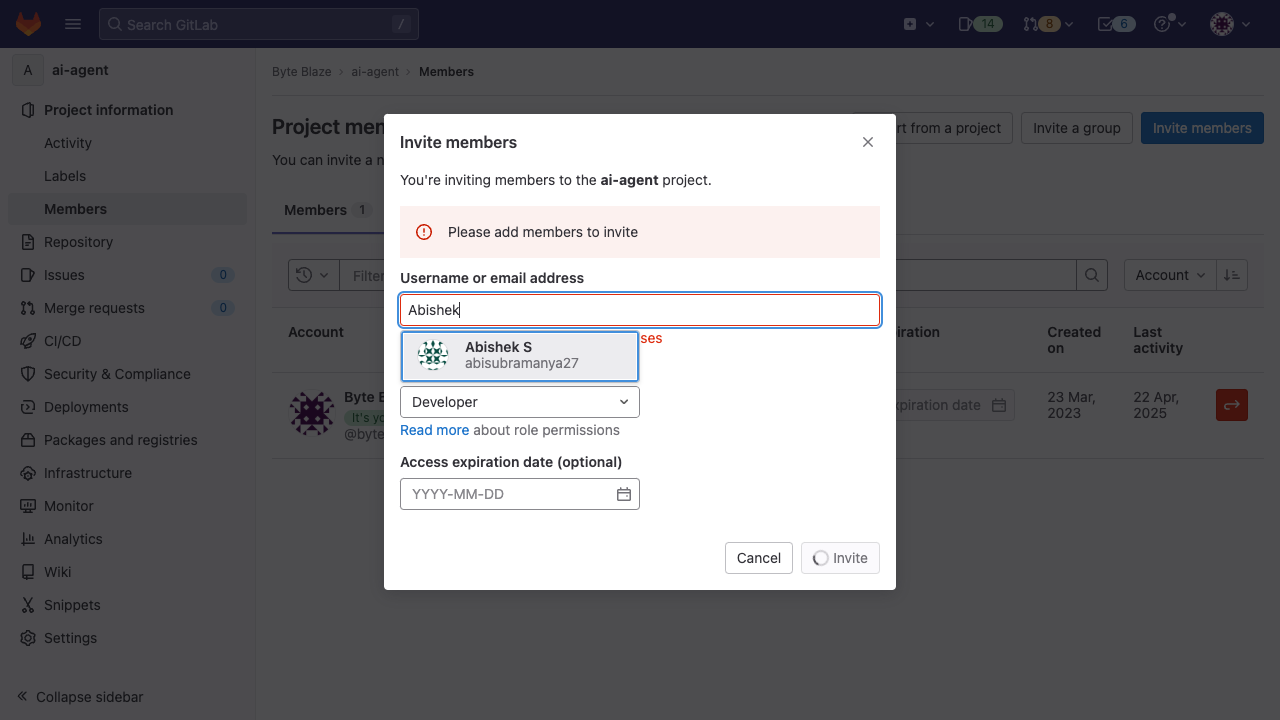 Search GitLab
/
14
8
6
A
ai-agent
Project information
Activity
Labels
Members
Repository
Issues
0
Merge requests
0
CI/CD
Security & Compliance
Deployments
Packages and registries
Infrastructure
Monitor
Analytics
Wiki
Snippets
Settings
Collapse sidebar
Byte Blaze
ai-agent
Members
Project mem
You can invite a n
rt from a project
Invite a group
Invite members
Members 1
Filter
Account
Account
piration
Created on
Last activity
Byte B
It's yo
@byte
xpiration date
23 Mar, 2023
22 Apr, 2025
Invite members
You're inviting members to the ai-agent project.
Please add members to invite
Username or email address
Abishek
ses
Abishek S
abisubramanya27
Developer
Read more about role permissions
Access expiration date (optional)
YYYY-MM-DD
Cancel
Invite